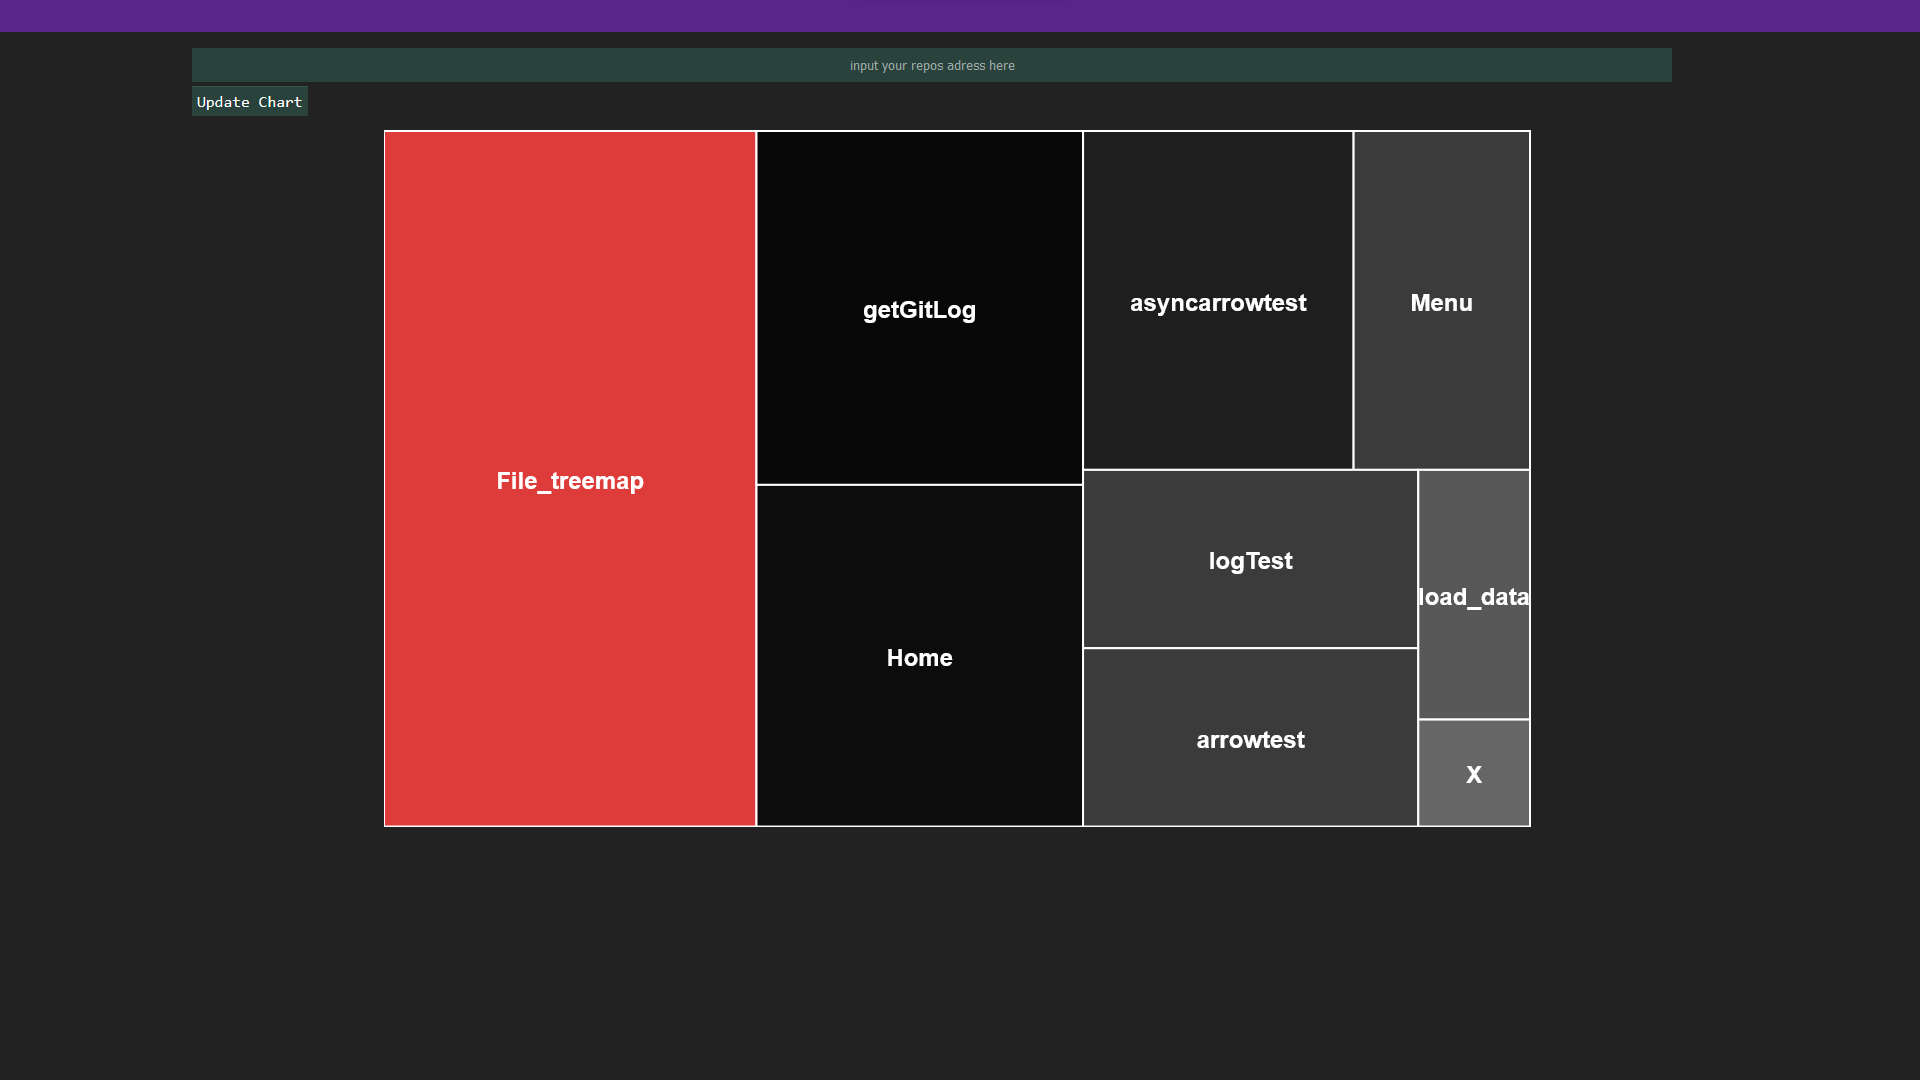 input your repos adress here
Update Chart
File_treemap
getGitLog
Home
asyncarrowtest
Menu
logTest
arrowtest
load_data
X